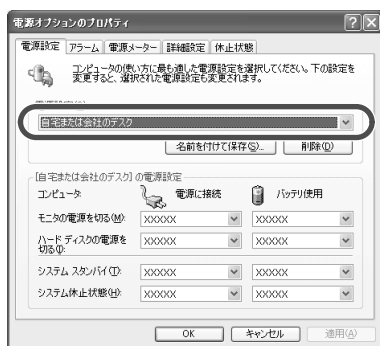 電源オプションのプロパティ
電源設定 アラーム 電源メーター 詳細設定 休止状態
コンピュータの使い方に最も適した電源設定を選択してください。下の設定を
変更すると、選択された電源設定も変更されます。
自宅または会社のデスク
名前を付けて保存(S)... 削除(D)
[自宅または会社のデスク] の電源設定
コンピュータ: 電源に接続 バッテリ使用
モニタの電源を切る(M): XXXXX XXXXX
ハード ディスクの電源を
切る(I): XXXXX XXXXX
システム スタンバイ(T): XXXXX XXXXX
システム休止状態(H): XXXXX XXXXX
OK キャンセル 適用(A)